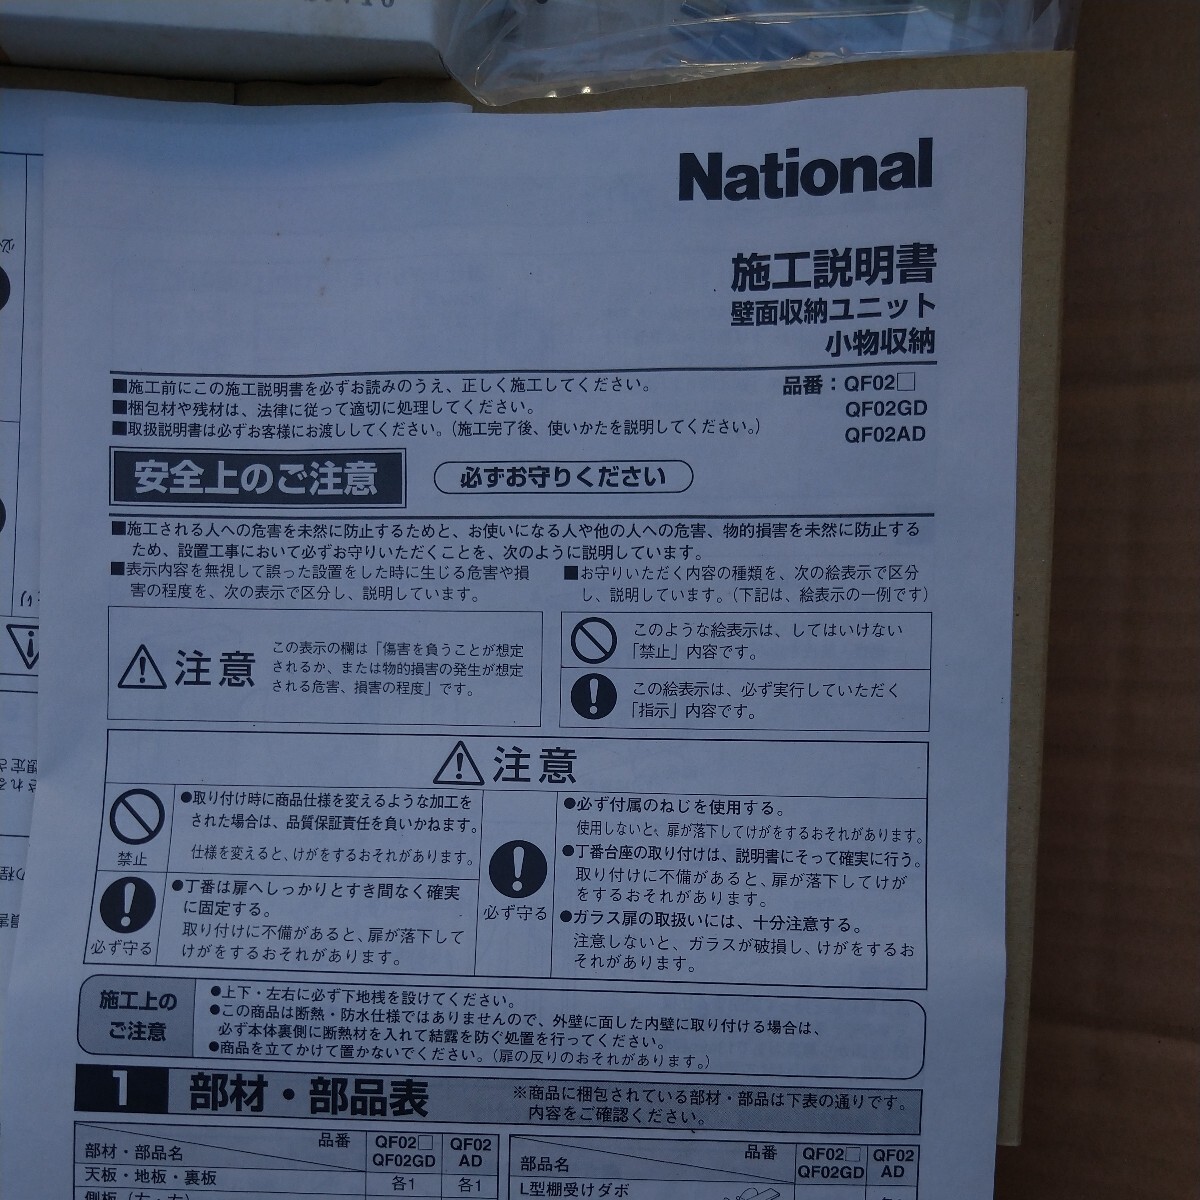 National
施工説明書
壁面収納ユニット
小物収納
■施工前にこの施工説明書を必ずお読みのうえ、正しく施工してください。
■梱包材や残材は、法律に従って適切に処理してください。
■取扱説明書は必ずお客様にお渡ししてください。(施工完了後、使いかたを説明してください。)
品番：QF02□
QF02GD
QF02AD
安全上のご注意
必ずお守りください
■施工される人への危害を未然に防止するためと、お使いになる人や他の人への危害、物的損害を未然に防止する
ため、設置工事において必ずお守りいただくことを、次のように説明しています。
■表示内容を無視して誤った設置をした時に生じる危害や損
害の程度を、次の表示で区分し、説明しています。
■お守りいただく内容の種類を、次の絵表示で区分
し、説明しています。(下記は、絵表示の一例です)
注意
この表示の欄は「傷害を負うことが想定
されるか、または物的損害の発生が想定
される危害、損害の程度」です。
このような絵表示は、してはいけない
「禁止」内容です。
この絵表示は、必ず実行していただく
「指示」内容です。
注意
禁止
●取り付け時に商品仕様を変えるような加工を
された場合は、品質保証責任を負いかねます。
仕様を変えると、けがをするおそれがあります。
必ず守る
●丁番は扉へしっかりとすき間なく確実
に固定する。
取り付けに不備があると、扉が落下して
けがをするおそれがあります。
必ず守る
●必ず付属のねじを使用する。
使用しないと、扉が落下してけがをするおそれがあります。
●丁番台座の取り付けは、説明書にそって確実に行う。
取り付けに不備があると、扉が落下してけが
をするおそれがあります。
●ガラス扉の取扱いには、十分注意する。
注意しないと、ガラスが破損し、けがをするお
それがあります。
施工上の
ご注意
●上下・左右に必ず下地桟を設けてください。
●この商品は断熱・防水仕様ではありませんので、外壁に面した内壁に取り付ける場合は、
必ず本体裏側に断熱材を入れて結露を防ぐ処置を行ってください。
●商品を立てかけて置かないでください。(扉の反りのおそれがあります。)
1 部材・部品表
※商品に梱包されている部材・部品は下表の通りです。
内容をご確認ください。
部材・部品名 品番 QF02□ QF02GD QF02 AD
天板・地板・裏板 各1 各1
側板(左・右)
部品名 品番 QF02□ QF02GD QF02 AD
L型棚受けダボ